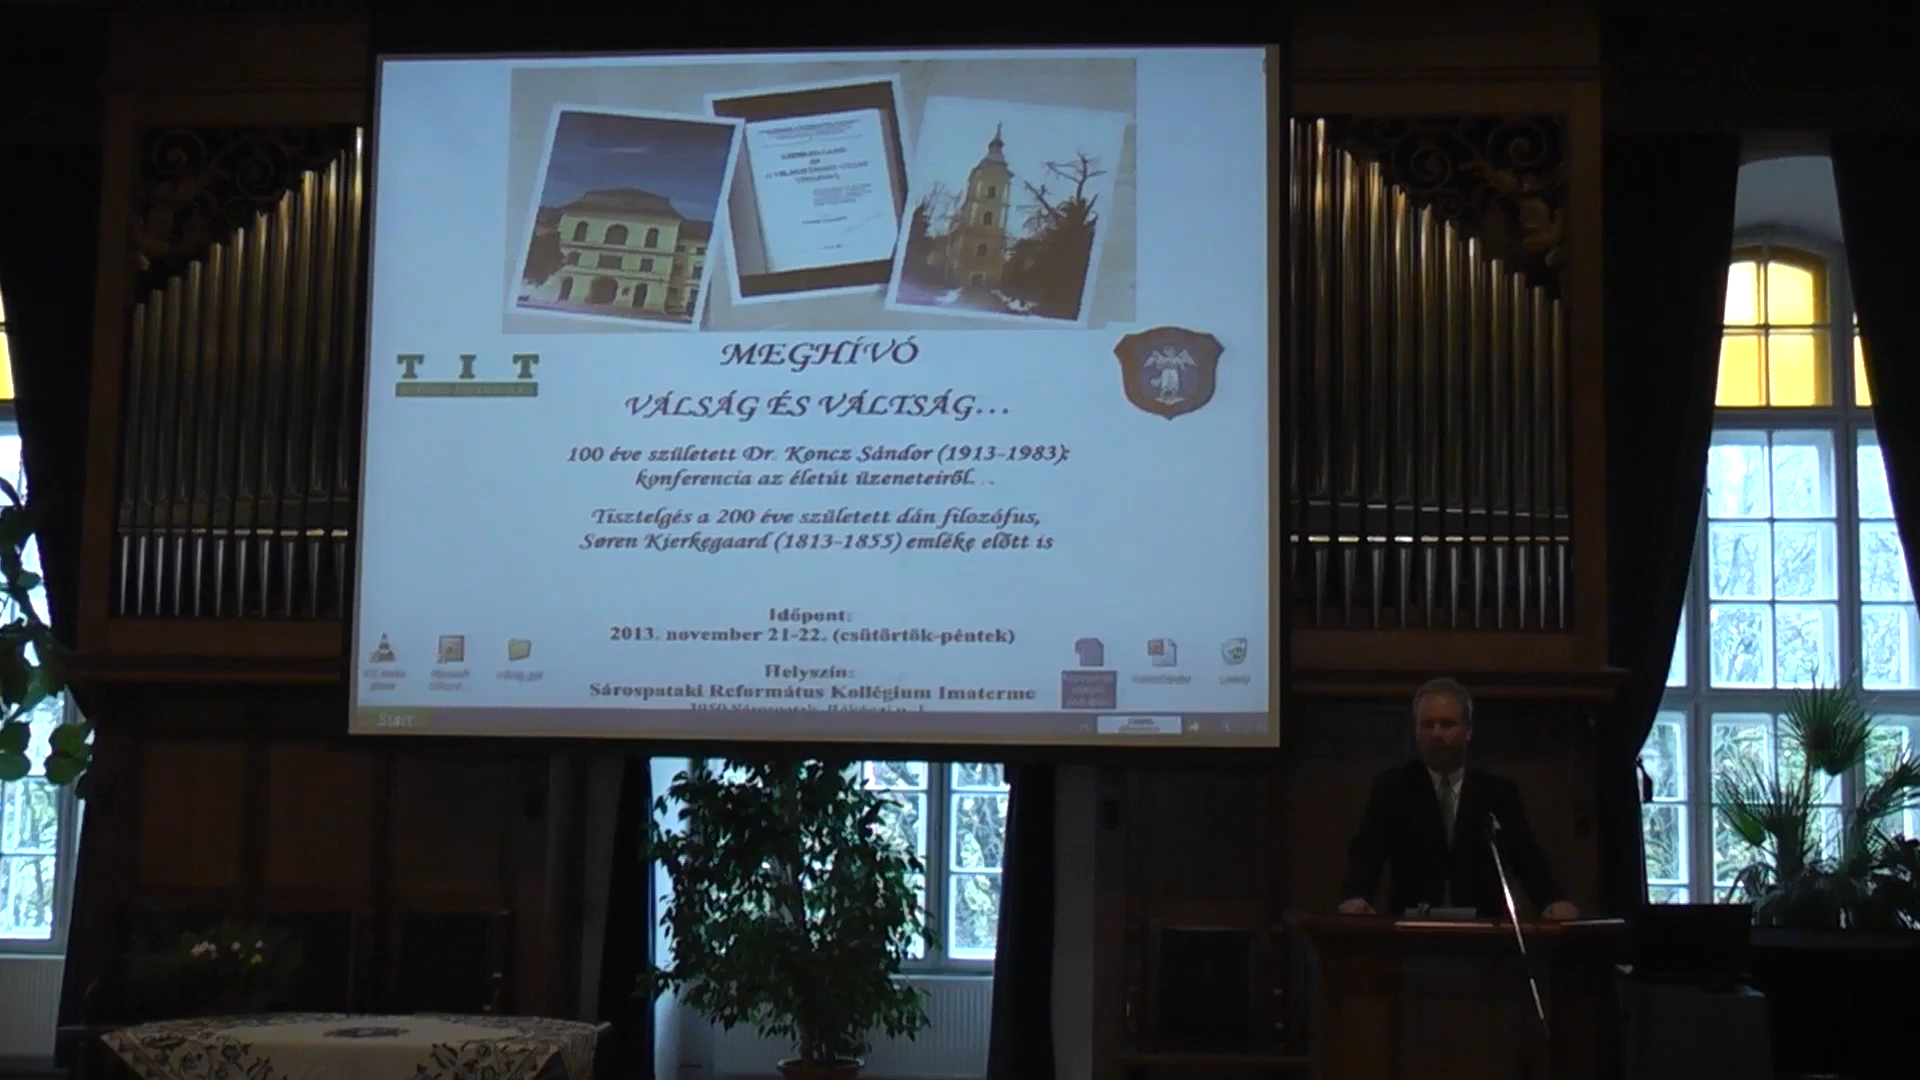 T I T
MEGHÍVÓ
VÁLSÁG ÉS VÁLTSÁG...
100 éve született Dr. Koncz Sándor (1913-1983):
konferencia az életút üzeneteiről...
Tisztelgés a 200 éve született dán filozófus,
Søren Kierkegaard (1813-1855) emléke előtt is
Időpont:
2013. november 21-22. (csütörtök-péntek)
Helyszín:
Sárospataki Református Kollégium Imaterme
Start